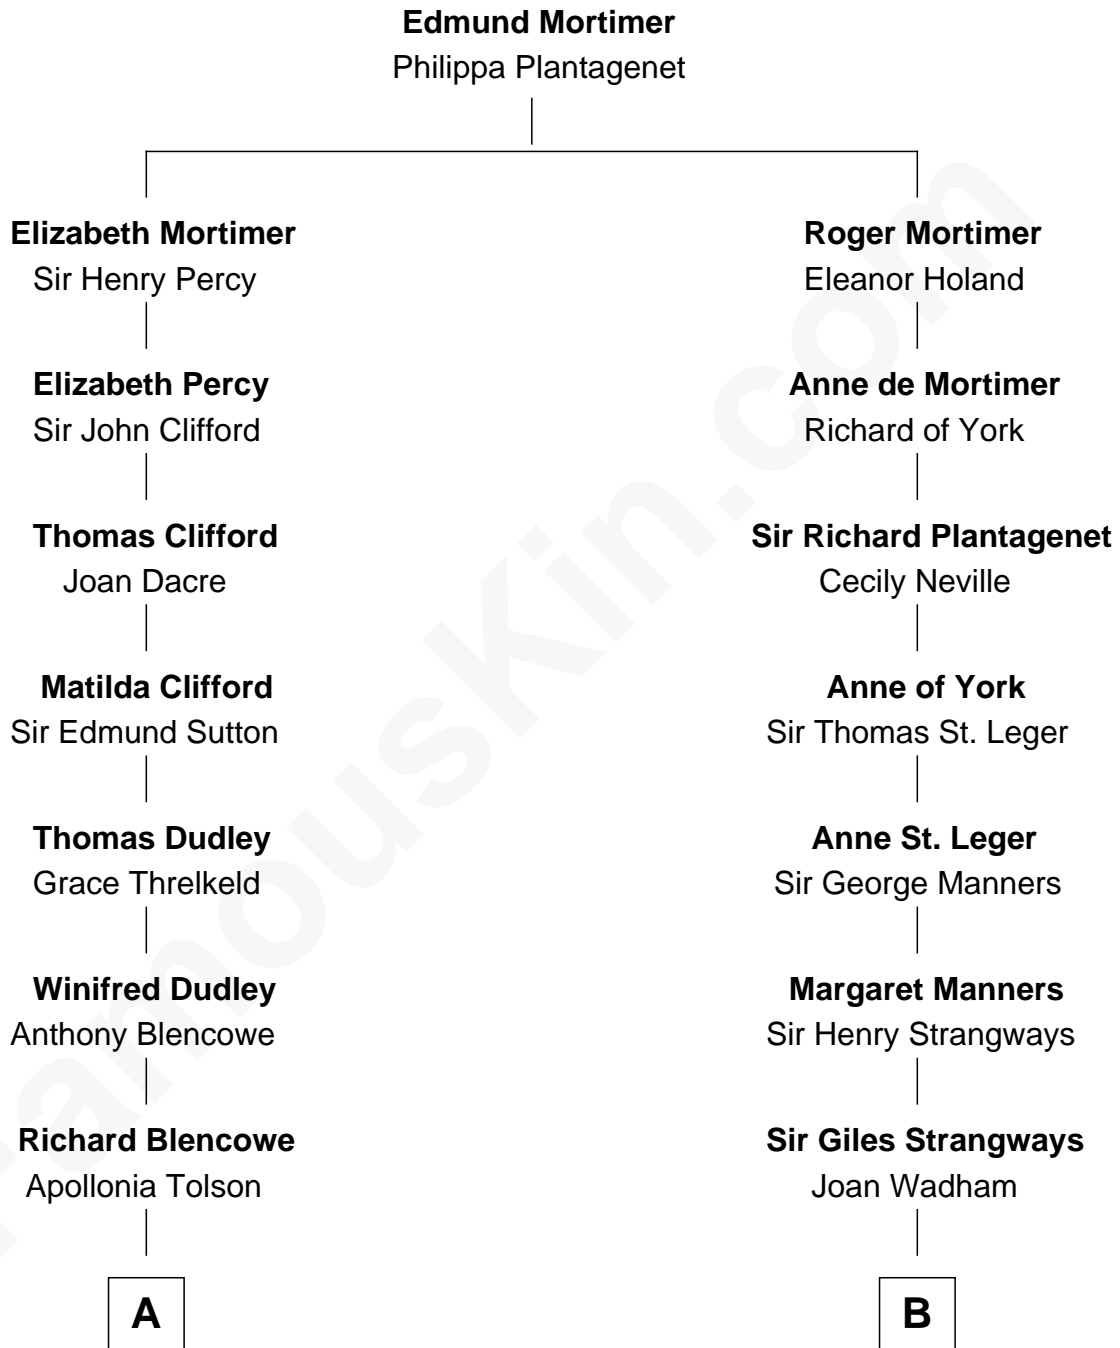 Edmund Mortimer
Philippa Plantagenet
Elizabeth Mortimer
Sir Henry Percy
Roger Mortimer
Eleanor Holand
Elizabeth Percy
Sir John Clifford
Anne de Mortimer
Richard of York
Thomas Clifford
Joan Dacre
Sir Richard Plantagenet
Cecily Neville
Matilda Clifford
Sir Edmund Sutton
Anne of York
Sir Thomas St. Leger
Thomas Dudley
Grace Threlkeld
Anne St. Leger
Sir George Manners
Winifred Dudley
Anthony Blencowe
Margaret Manners
Sir Henry Strangways
Richard Blencowe
Apollonia Tolson
Sir Giles Strangways
Joan Wadham
A
B
FamousKin.com